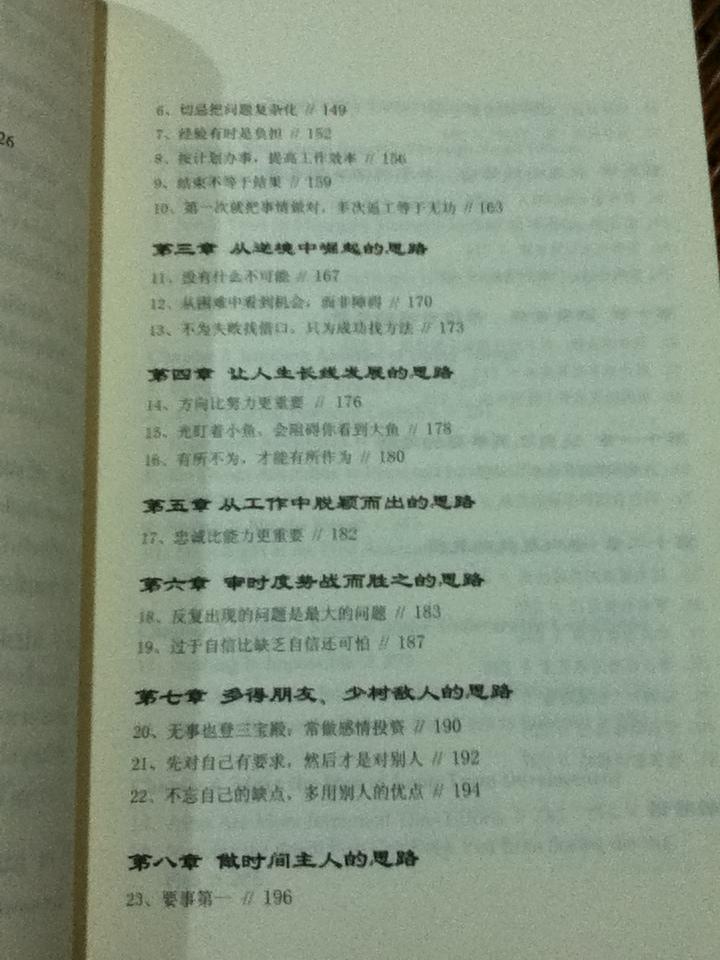 26
6、切忌把问题复杂化 // 149
7、经验有时是负担 // 152
8、按计划办事，提高工作效率 // 156
9、结束不等于结果 // 159
10、第一次就把事情做对，多次返工等于无功 // 163
第三章 从逆境中崛起的思路
11、没有什么不可能 // 167
12、从困难中看到机会，而非障碍 // 170
13、不为失败找借口，只为成功找方法 // 173
第四章 让人生长线发展的思路
14、方向比努力更重要 // 176
15、光盯着小鱼，会阻碍你看到大鱼 // 178
16、有所不为，才能有所作为 // 180
第五章 从工作中脱颖而出的思路
17、忠诚比能力更重要 // 182
第六章 审时度势战而胜之的思路
18、反复出现的问题是最大的问题 // 183
19、过于自信比缺乏自信还可怕 // 187
第七章 多得朋友、少树敌人的思路
20、无事也登三宝殿，常做感情投资 // 190
21、先对自己有要求，然后才是对别人 // 192
22、不忘自己的缺点，多用别人的优点 // 194
第八章 做时间主人的思路
23、要事第一 // 196